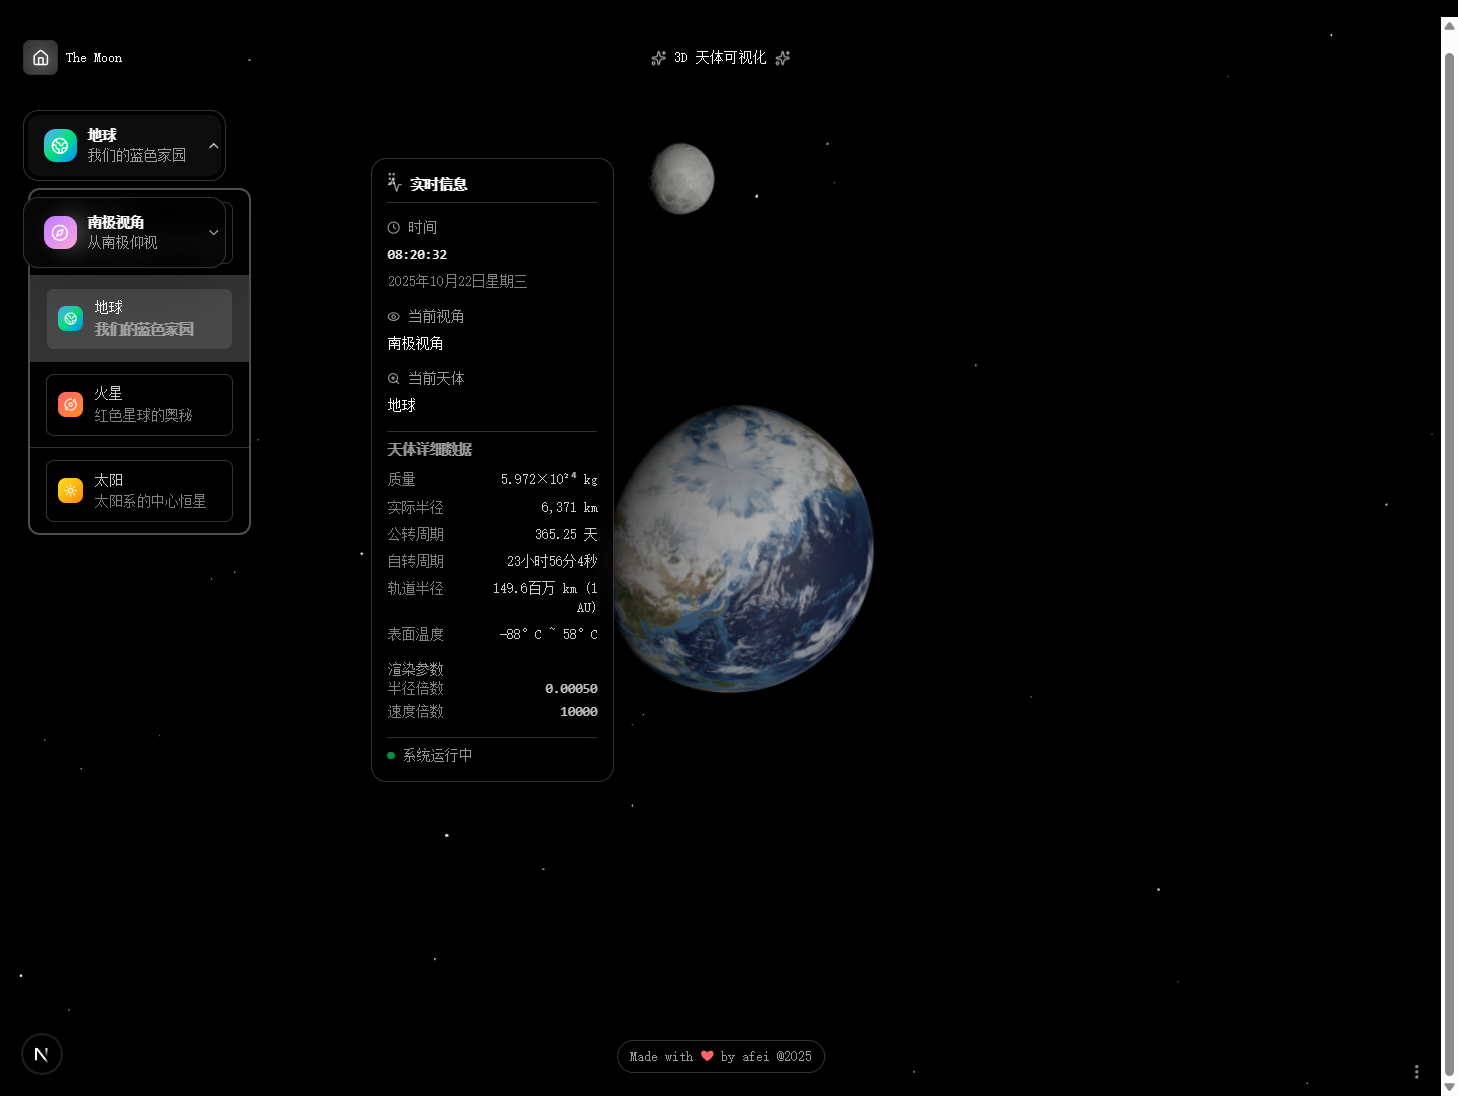 The Moon
3D 天体可视化
地球
我们的蓝色家园
南极视角
从南极仰视
地球
我们的蓝色家园
火星
红色星球的奥秘
太阳
太阳系的中心恒星
实时信息
时间
08:20:32
2025年10月22日星期三
当前视角
南极视角
当前天体
地球
天体详细数据
质量 5.972×10²⁴ kg
实际半径 6,371 km
公转周期 365.25 天
自转周期 23小时56分4秒
轨道半径 149.6百万 km (1
AU)
表面温度 -88°C ~ 58°C
渲染参数
半径倍数 0.00050
速度倍数 10000
系统运行中
N
Made with ❤ by afei @2025